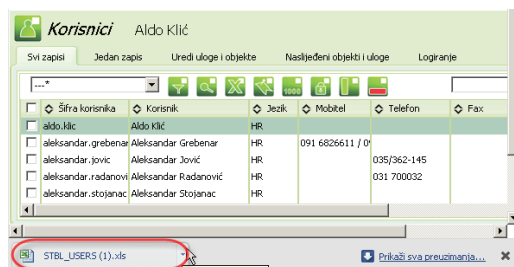 Korisnici Aldo Klić
Svi zapisi Jedan zapis Uredi uloge i objekte Naslijeđeni objekti i uloge Logiranje
---* 1000
Šifra korisnika Korisnik Jezik Mobitel Telefon Fax
aldo.klic Aldo Klić HR
aleksandar.grebenar Aleksandar Grebenar HR 091 6826611 / 0
aleksandar.jovic Aleksandar Jović HR 035/362-145
aleksandar.radanovi Aleksandar Radanović HR 031 700032
aleksandar.stojanac Aleksandar Stojanac HR
STBL_USERS (1).xls Prikaži sva preuzimanja...